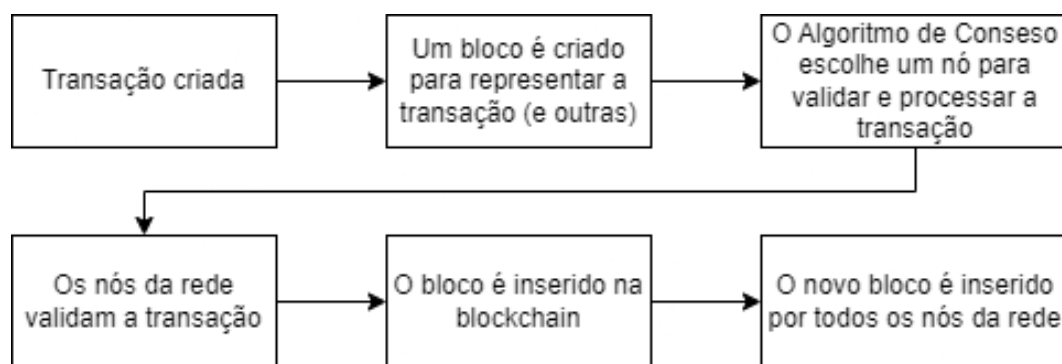 Transação criada
Um bloco é criado
para representar a
transação (e outras)
O Algoritmo de Conseso
escolhe um nó para
validar e processar a
transação
Os nós da rede
validam a transação
O bloco é inserido na
blockchain
O novo bloco é inserido
por todos os nós da rede